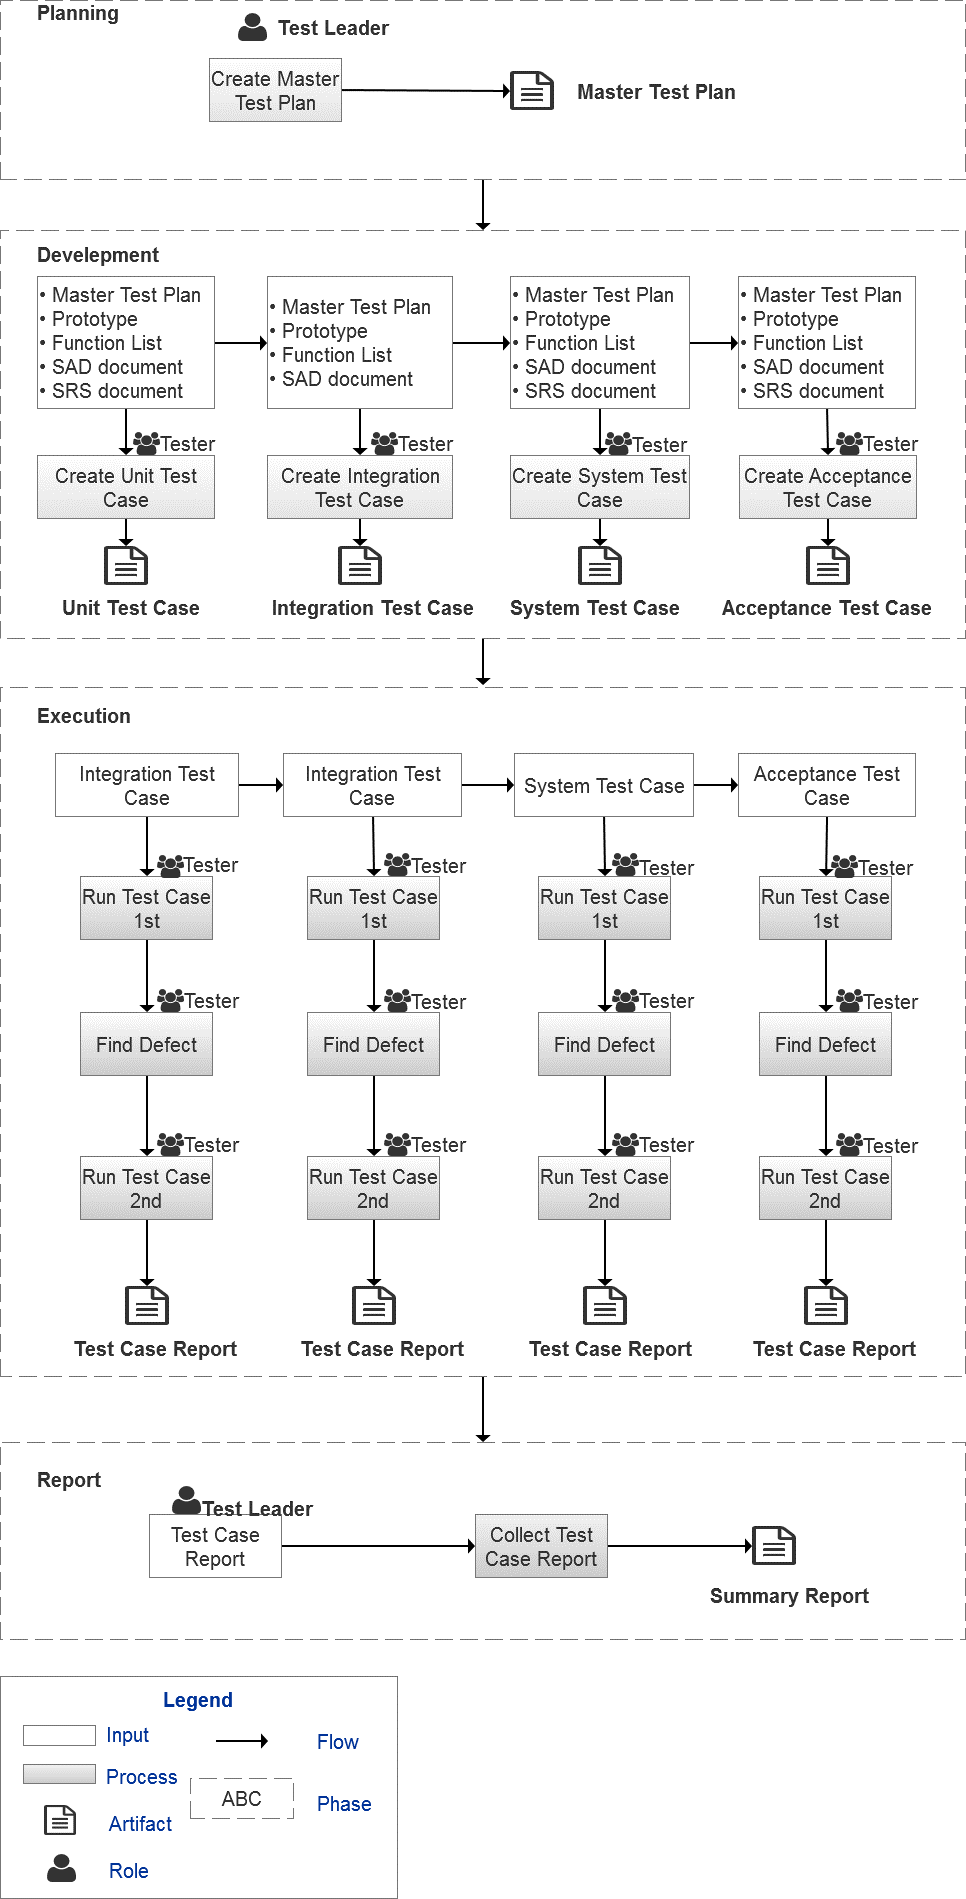 Planning
Test Leader
Create Master
Test Plan
Master Test Plan
Develepment
• Master Test Plan
• Prototype
• Function List
• SAD document
• SRS document
• Master Test Plan
• Prototype
• Function List
• SAD document
• Master Test Plan
• Prototype
• Function List
• SAD document
• SRS document
• Master Test Plan
• Prototype
• Function List
• SAD document
• SRS document
Tester
Tester
Tester
Tester
Create Unit Test
Case
Create Integration
Test Case
Create System Test
Case
Create Acceptance
Test Case
Unit Test Case
Integration Test Case
System Test Case
Acceptance Test Case
Execution
Integration Test
Case
Integration Test
Case
System Test Case
Acceptance Test
Case
Tester
Tester
Tester
Tester
Run Test Case
1st
Run Test Case
1st
Run Test Case
1st
Run Test Case
1st
Tester
Tester
Tester
Tester
Find Defect
Find Defect
Find Defect
Find Defect
Tester
Tester
Tester
Tester
Run Test Case
2nd
Run Test Case
2nd
Run Test Case
2nd
Run Test Case
2nd
Test Case Report
Test Case Report
Test Case Report
Test Case Report
Report
Test Leader
Test Case
Report
Collect Test
Case Report
Summary Report
Legend
Input
Flow
Process
ABC
Phase
Artifact
Role